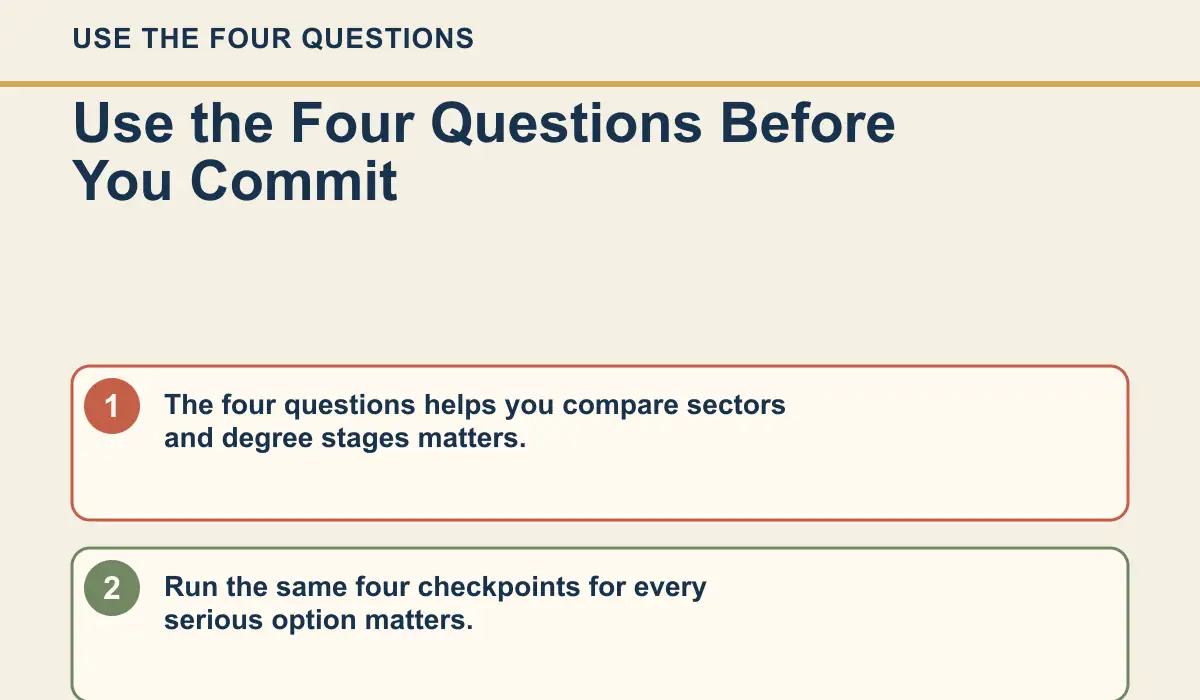 USE THE FOUR QUESTIONS
Use the Four Questions Before
You Commit
1
The four questions helps you compare sectors
and degree stages matters.
2
Run the same four checkpoints for every
serious option matters.